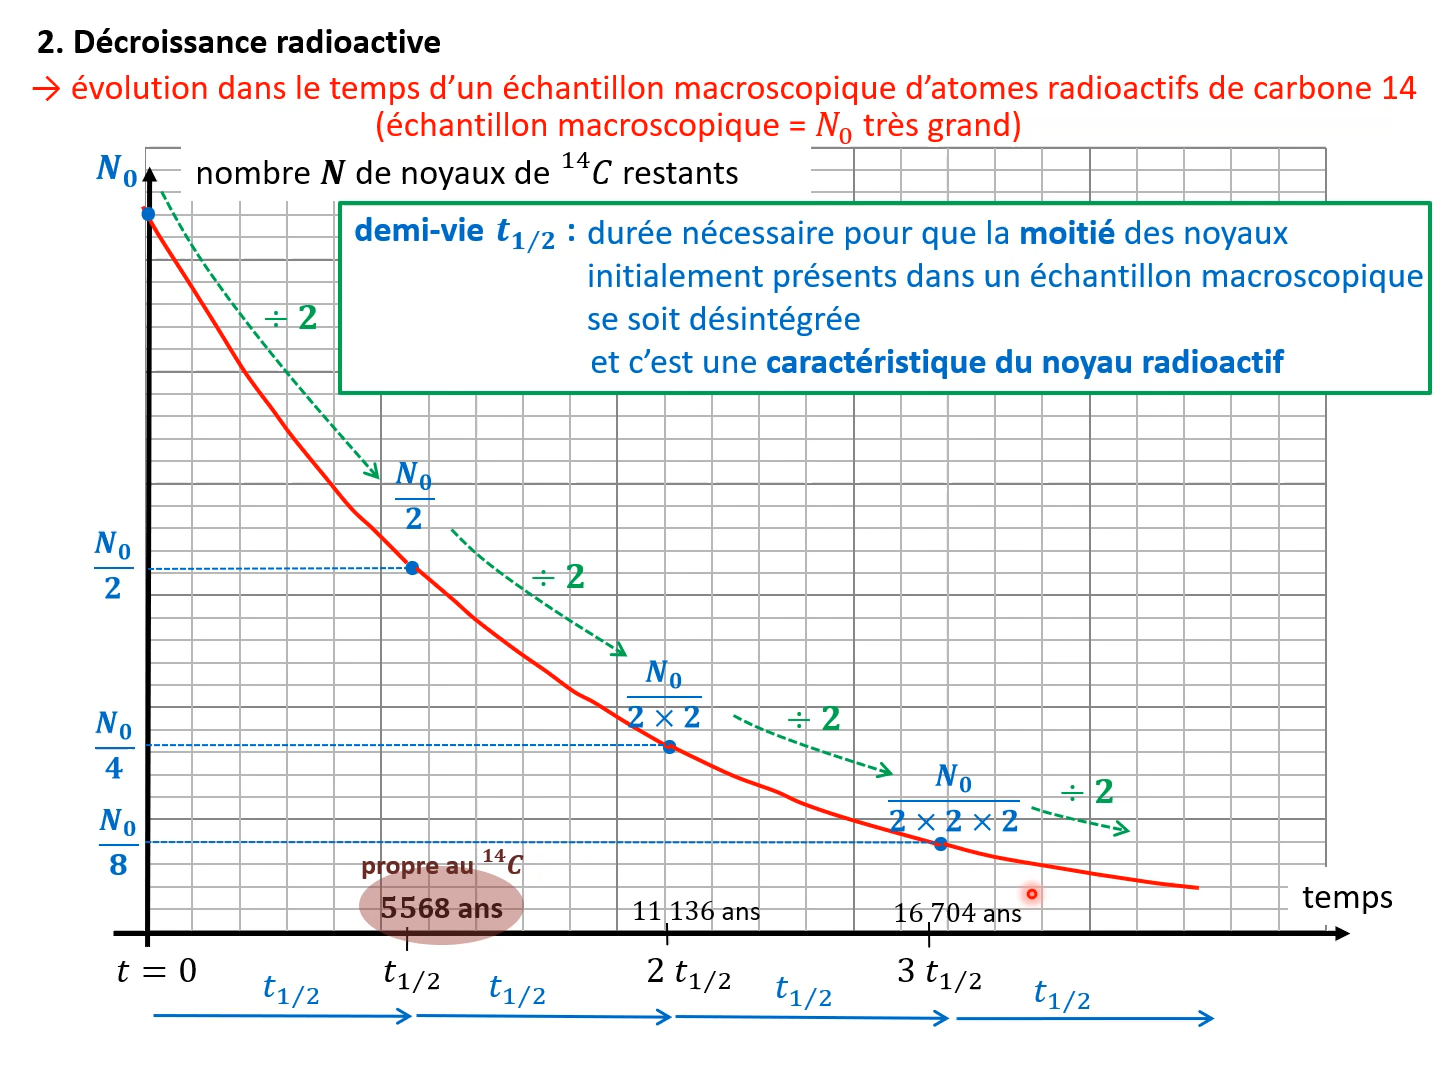 2. Décroissance radioactive
→ évolution dans le temps d’un échantillon macroscopique d’atomes radioactifs de carbone 14
(échantillon macroscopique = N₀ très grand)
N₀
nombre N de noyaux de ¹⁴C restants
demi-vie t₁/₂ : durée nécessaire pour que la moitié des noyaux
initialement présents dans un échantillon macroscopique
se soit désintégrée
et c’est une caractéristique du noyau radioactif
÷ 2
N₀/2
N₀/2
÷ 2
N₀/(2 × 2)
÷ 2
N₀/4
N₀/(2 × 2 × 2)
÷ 2
N₀/8
propre au ¹⁴C
5568 ans
11 136 ans
16 704 ans
temps
t = 0
t₁/₂
2 t₁/₂
3 t₁/₂
t₁/₂
t₁/₂
t₁/₂
t₁/₂